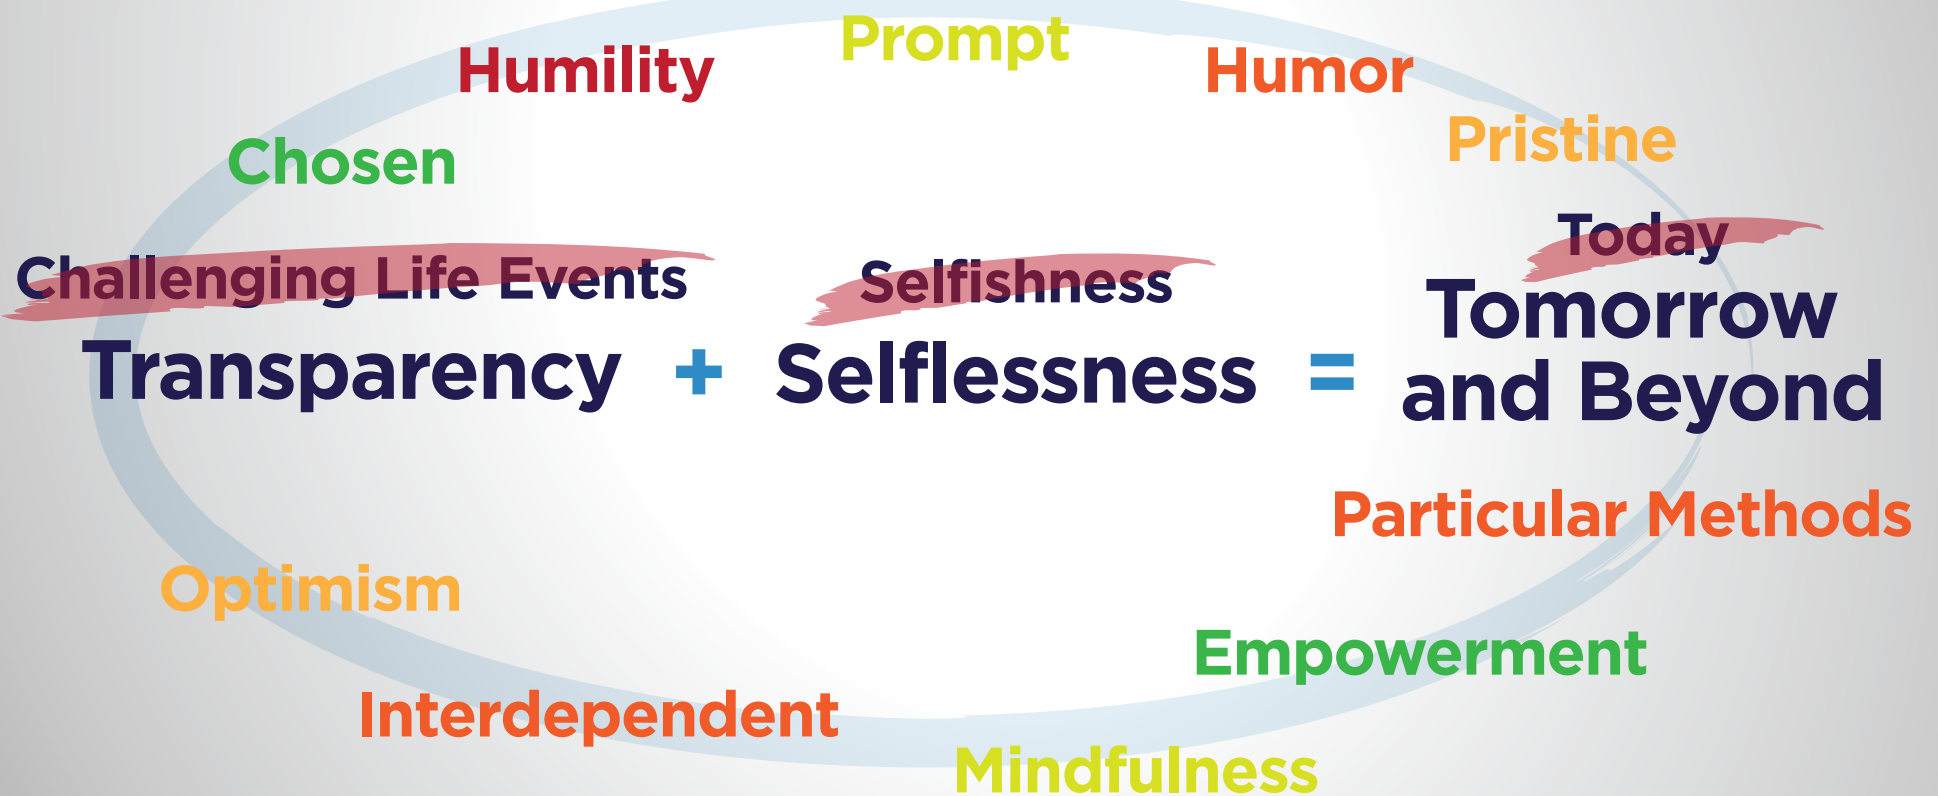 Prompt
Humility
Humor
Pristine
Chosen
Challenging Life Events
Selfishness
Today
Transparency + Selflessness = Tomorrow
and Beyond
Particular Methods
Optimism
Empowerment
Interdependent
Mindfulness